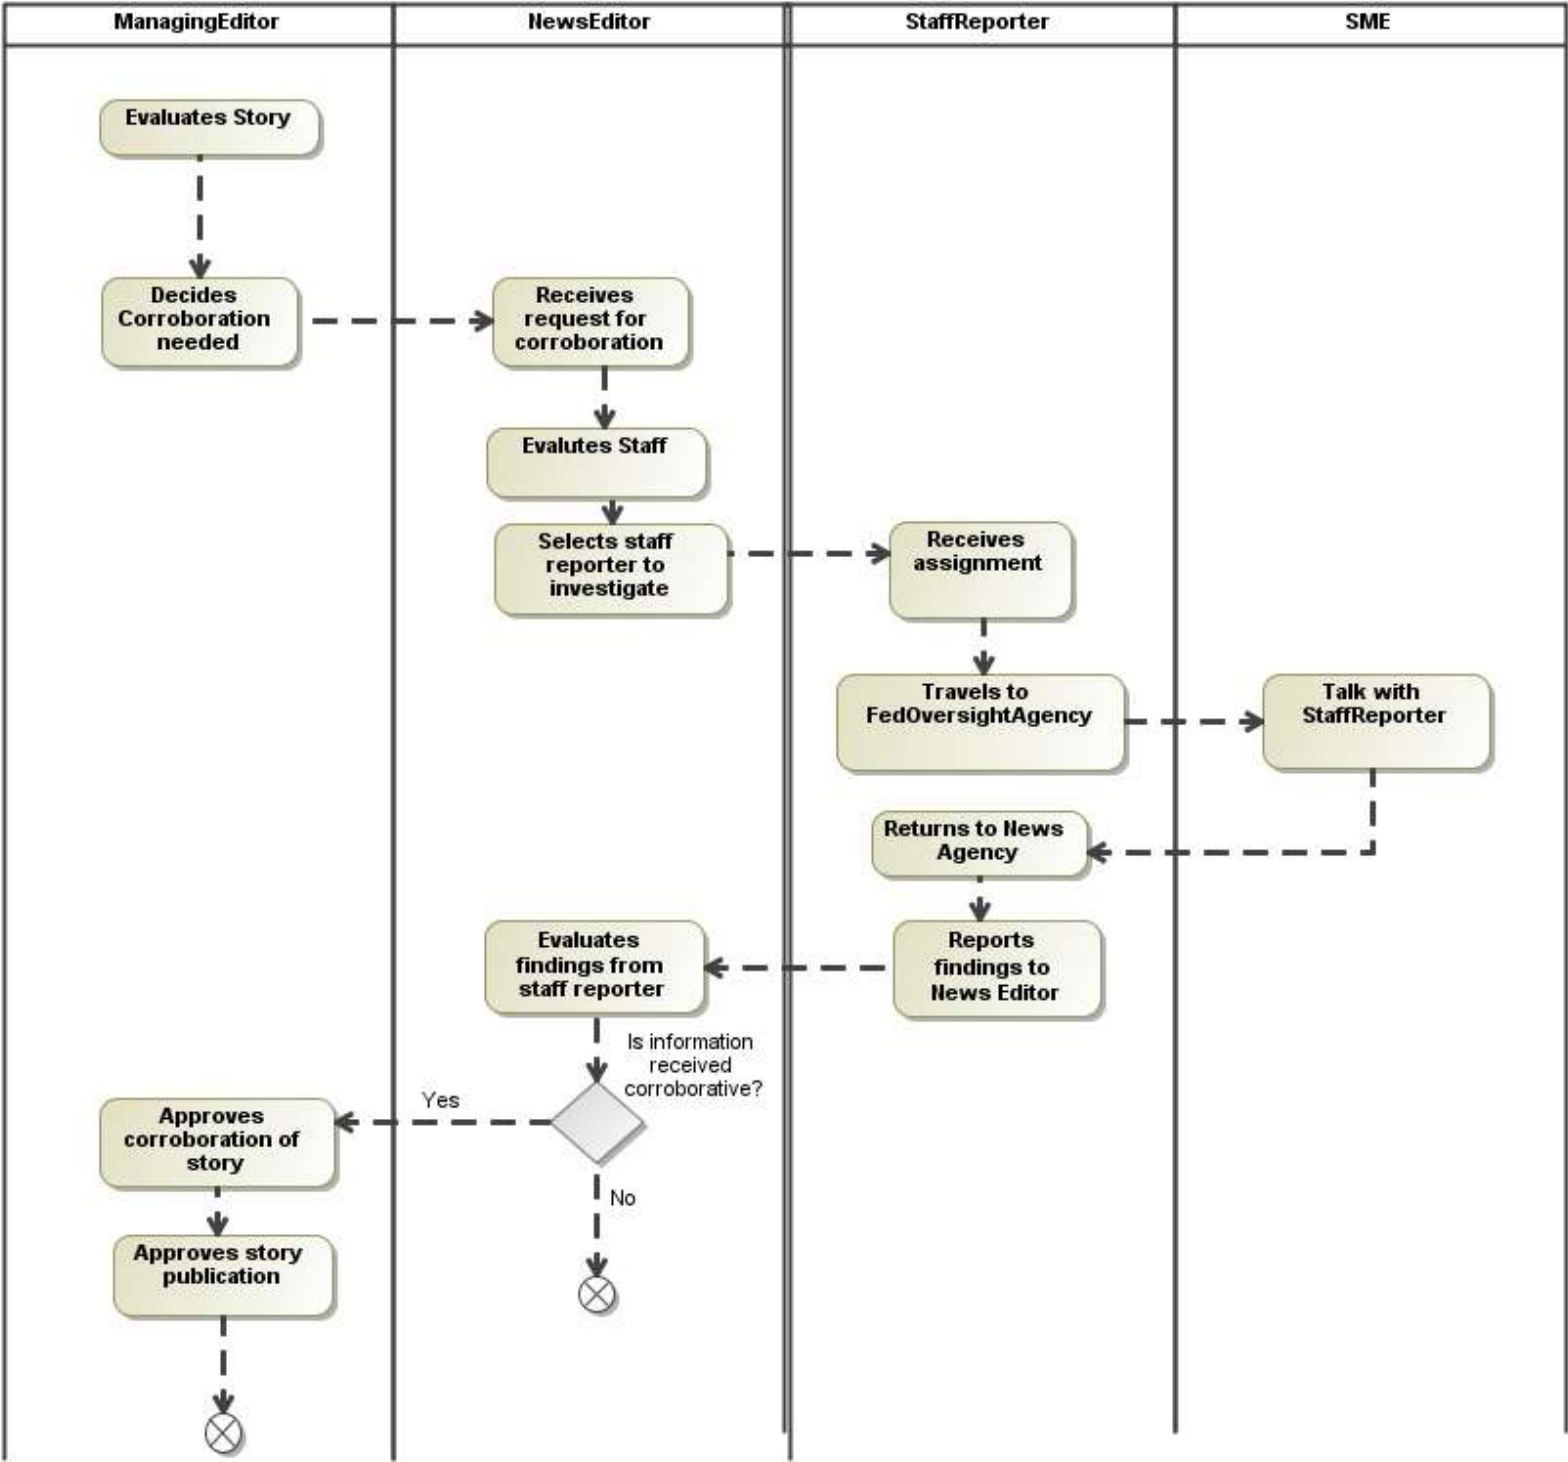 ManagingEditor
NewsEditor
StaffReporter
SME
Evaluates Story
Decides
Corroboration
needed
Receives
request for
corroboration
Evalutes Staff
Selects staff
reporter to
investigate
Receives
assignment
Travels to
FedOversightAgency
Talk with
StaffReporter
Returns to News
Agency
Reports
findings to
News Editor
Evaluates
findings from
staff reporter
Is information
received
corroborative?
Yes
No
Approves
corroboration of
story
Approves story
publication